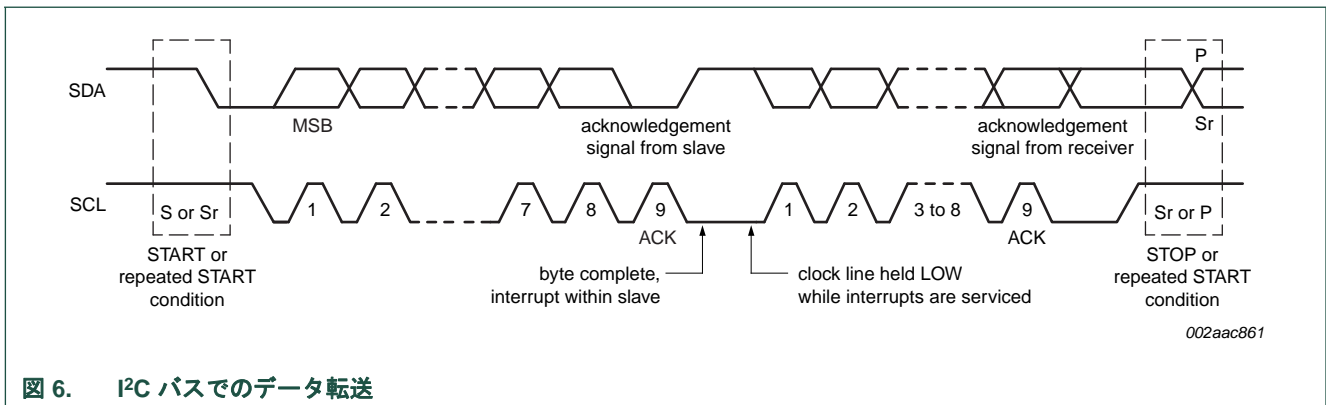 P
SDA
MSB
acknowledgement
signal from slave
acknowledgement
signal from receiver
Sr
SCL
S or Sr
1
2
7
8
9
1
2
3 to 8
9
Sr or P
ACK
ACK
START or
repeated START
condition
byte complete,
interrupt within slave
clock line held LOW
while interrupts are serviced
STOP or
repeated START
condition
002aac861
図 6. I²C バスでのデータ転送